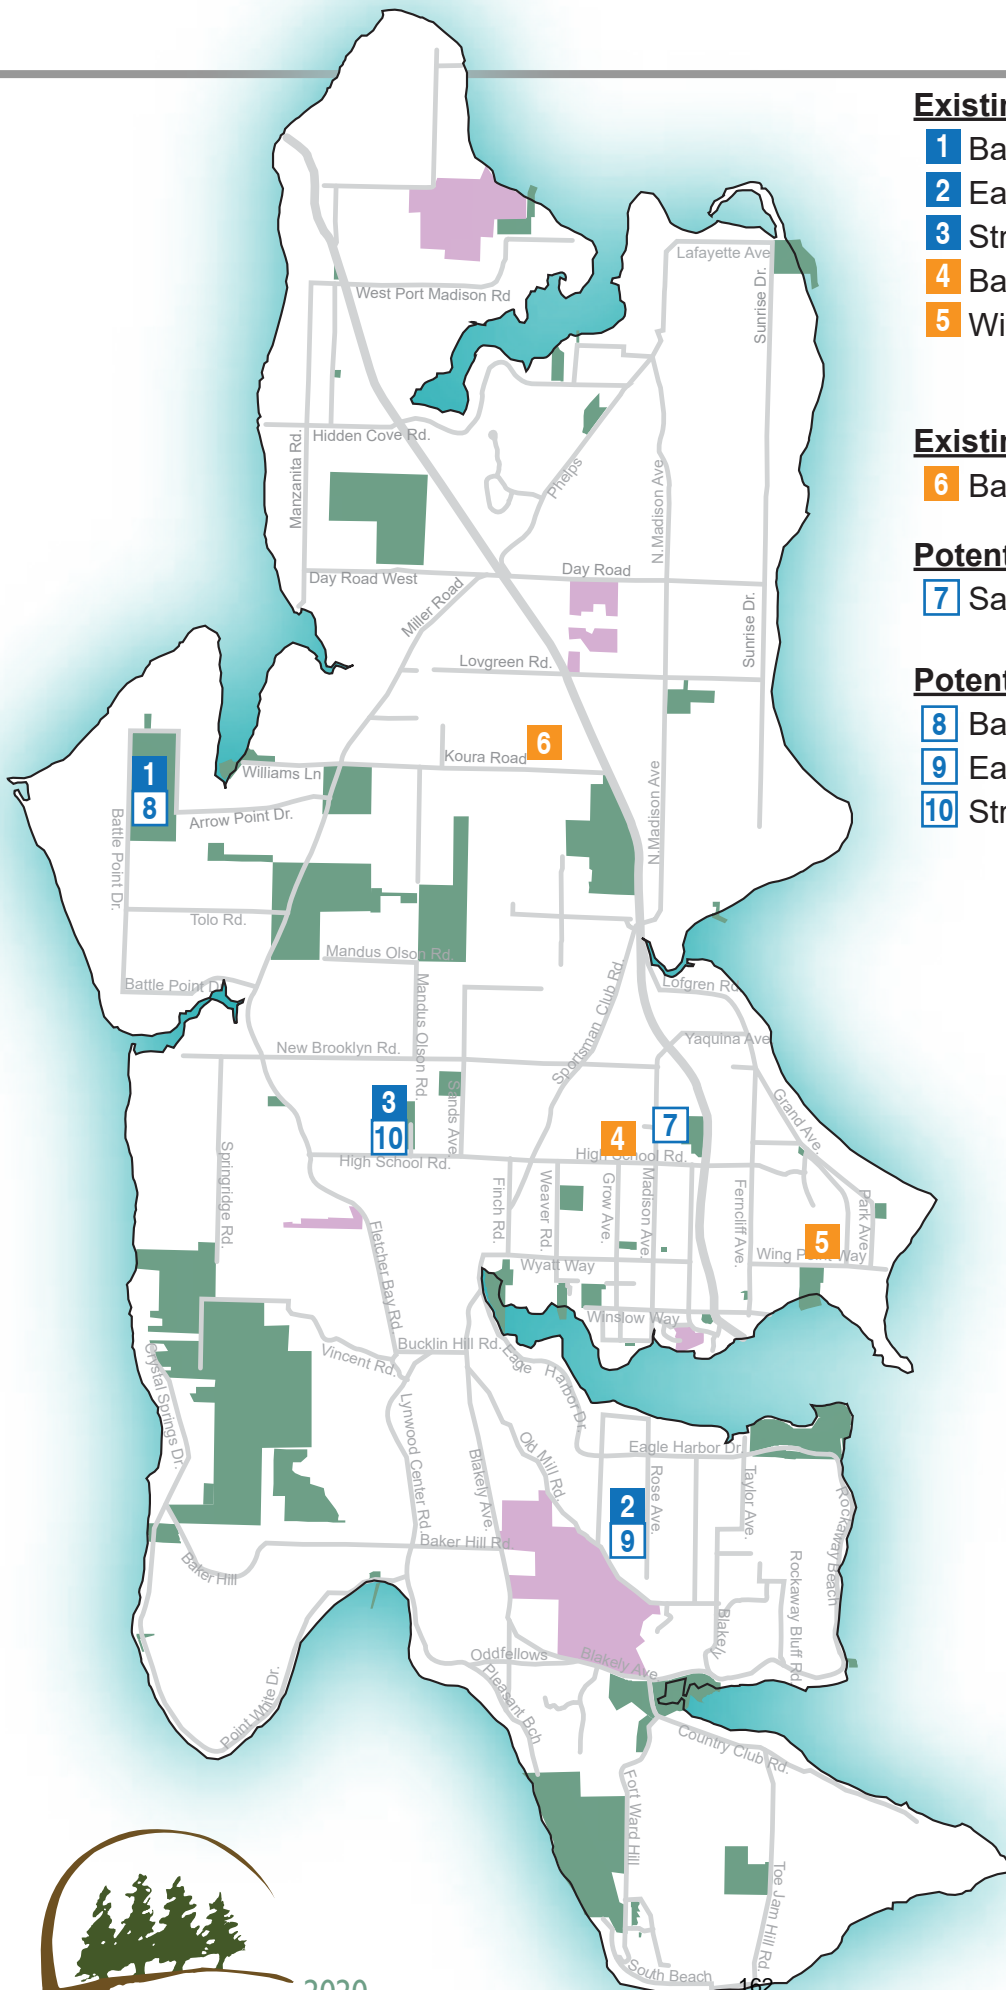 Existin
1 Ba
2 Ea
3 Str
4 Ba
5 Wi
Existin
6 Ba
Potent
7 Sa
Potent
8 Ba
9 Ea
10 Str
Lafayette Ave
Sunrise Dr.
West Port Madison Rd
Hidden Cove Rd.
Manzanita Rd.
Phelps
N.Madison Ave
Day Road West
Day Road
Miller Road
Sunrise Dr.
Lovgreen Rd.
6
Koura Road
1
8
Williams Ln
Arrow Point Dr.
Battle Point Dr.
N.Madison Ave
Tolo Rd.
Mandus Olson Rd.
Battle Point D
Mandus Olson Rd.
Sportsman Club Rd.
Lofgren Rd
Yaquina Ave
New Brooklyn Rd.
Sands Ave
Grand Ave.
3
10
4
7
High School Rd.
High School Rd.
Springridge Rd.
Finch Rd.
Weaver Rd.
Grow Ave.
Madison Ave.
Ferncliff Ave.
Park Ave.
5
Wing Point Way
Fletcher Bay Rd.
Wyatt Way
Winslow Way
Bucklin Hill Rd.
Vincent Rd.
Eage Harbor Dr.
Crystal Springs Dr.
Lynwood Center Rd.
Blakely Ave.
Old Mill Rd
Eagle Harbor Dr.
Rose Ave.
Taylor Ave.
Rockaway Beach
2
9
Baker Hill Rd.
Baker Hill
Rockaway Bluff Rd
Blakely
Oddfellows
Blakely Ave
Pleasant Bch
Point White Dr.
Country Club Rd.
Fort Ward Hill
Toe Jam Hill Rd.
South Beach
162
2020